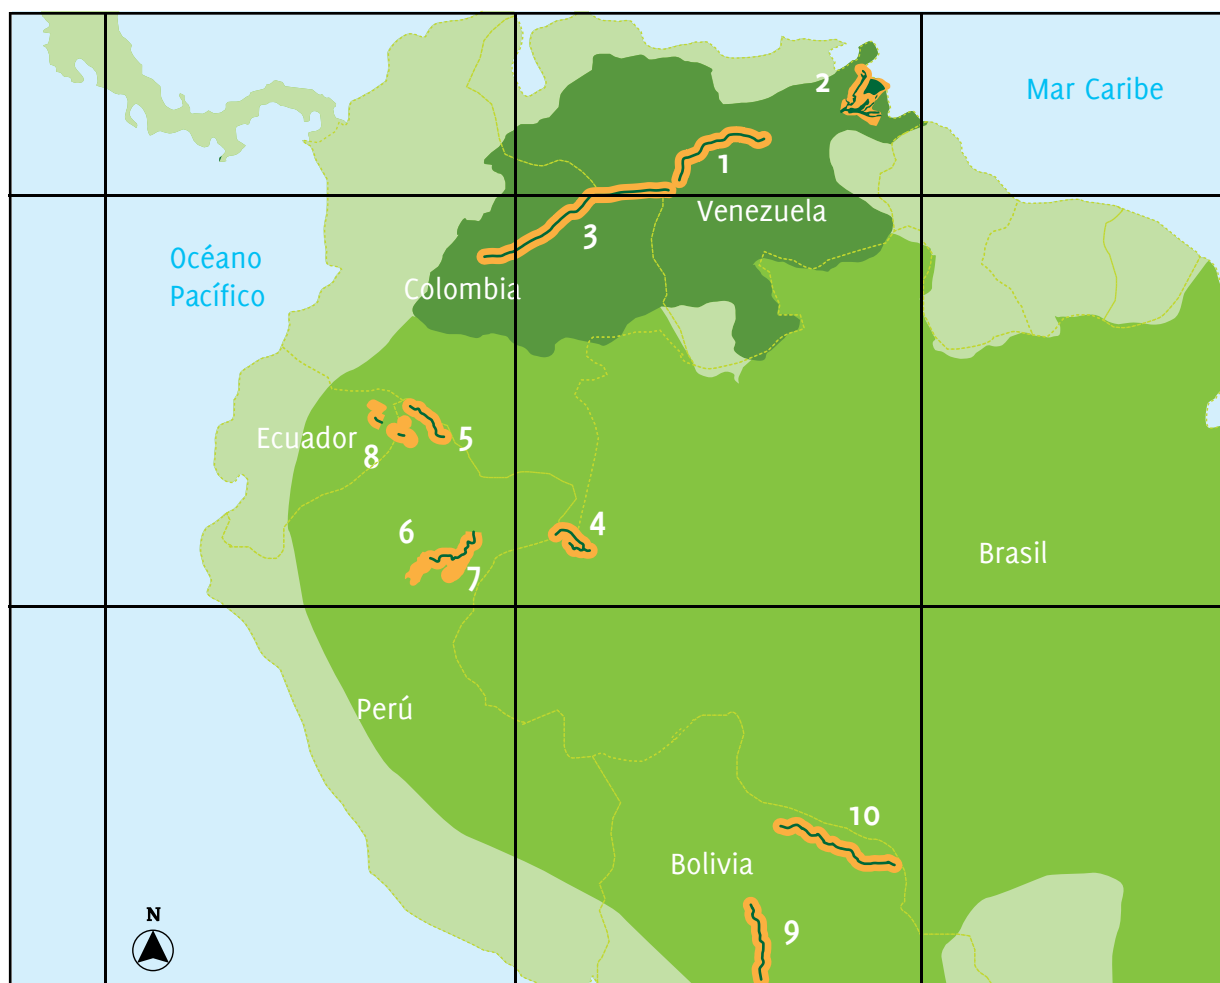 2
Mar Caribe
1
Venezuela
3
Océano
Pacífico
Colombia
Ecuador
5
8
6
4
7
Brasil
Perú
10
Bolivia
9
N